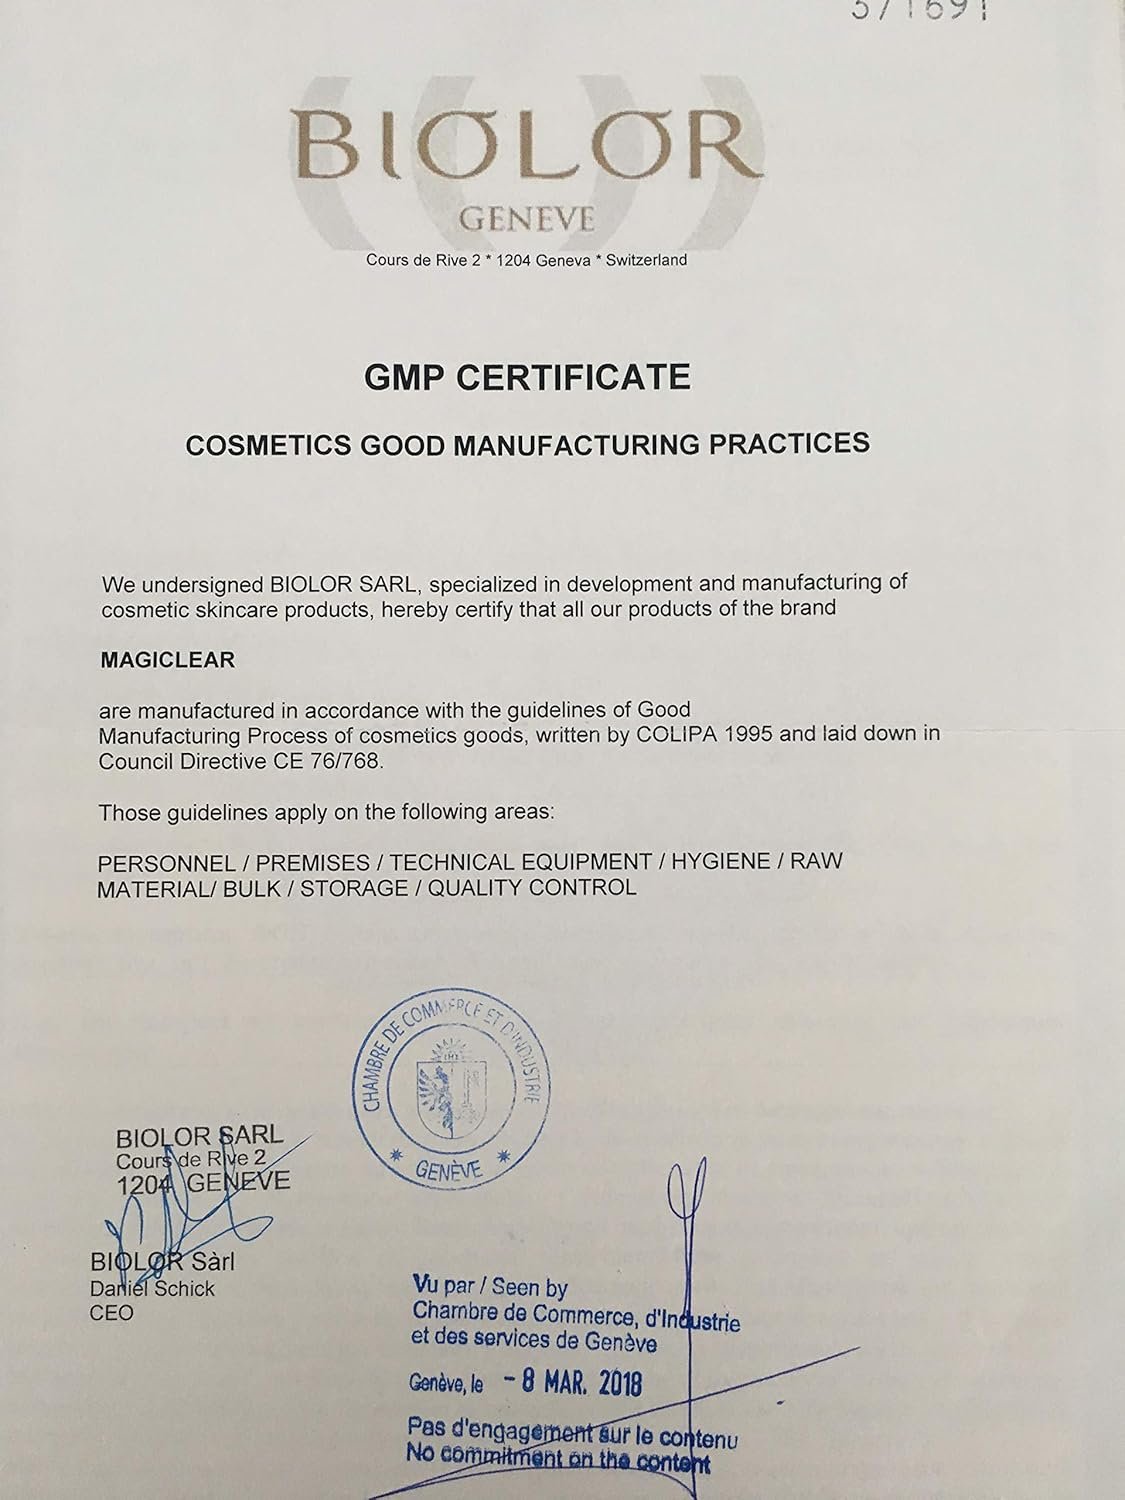 371691
BIOLOR
GENEVE
Cours de Rive 2 * 1204 Geneva * Switzerland
GMP CERTIFICATE
COSMETICS GOOD MANUFACTURING PRACTICES
We undersigned BIOLOR SARL, specialized in development and manufacturing of
cosmetic skincare products, hereby certify that all our products of the brand
MAGICLEAR
are manufactured in accordance with the guidelines of Good
Manufacturing Process of cosmetics goods, written by COLIPA 1995 and laid down in
Council Directive CE 76/768.
Those guidelines apply on the following areas:
PERSONNEL / PREMISES / TECHNICAL EQUIPMENT / HYGIENE / RAW
MATERIAL/ BULK / STORAGE / QUALITY CONTROL
CHAMBRE DE COMMERCE ET D'INDUSTRIE
* GENÈVE *
BIOLOR SARL
Cours de Rive 2
1204 GENEVE
BIOLOR Sàrl
Daniel Schick
CEO
Vu par / Seen by
Chambre de Commerce, d'Industrie
et des services de Genève
Genève, le - 8 MAR. 2018
Pas d'engagement sur le contenu
No commitment on the content